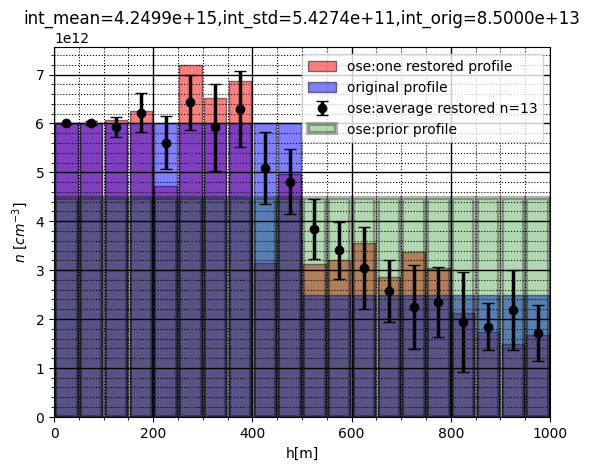 int_mean=4.2499e+15,int_std=5.4274e+11,int_orig=8.5000e+13
1e12
ose:one restored profile
original profile
ose:average restored n=13
ose:prior profile
7
6
5
4
3
2
1
0
n [cm⁻³]
0 200 400 600 800 1000
h[m]